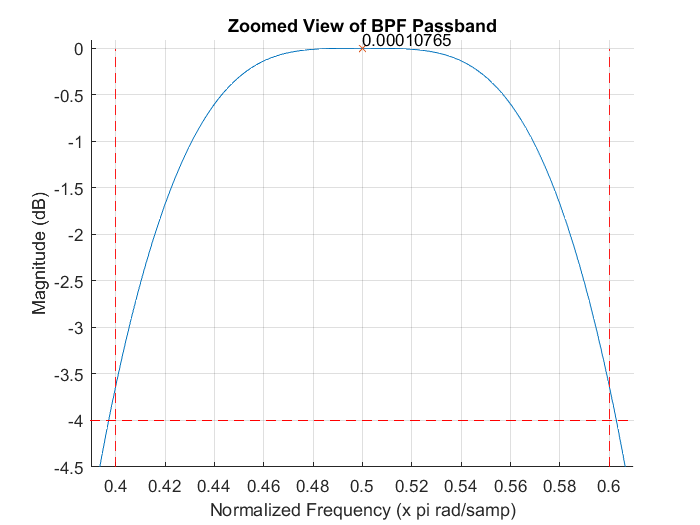 Zoomed View of BPF Passband
0.00010765
0
-0.5
-1
-1.5
-2
-2.5
-3
-3.5
-4
-4.5
Magnitude (dB)
0.4 0.42 0.44 0.46 0.48 0.5 0.52 0.54 0.56 0.58 0.6
Normalized Frequency (x pi rad/samp)